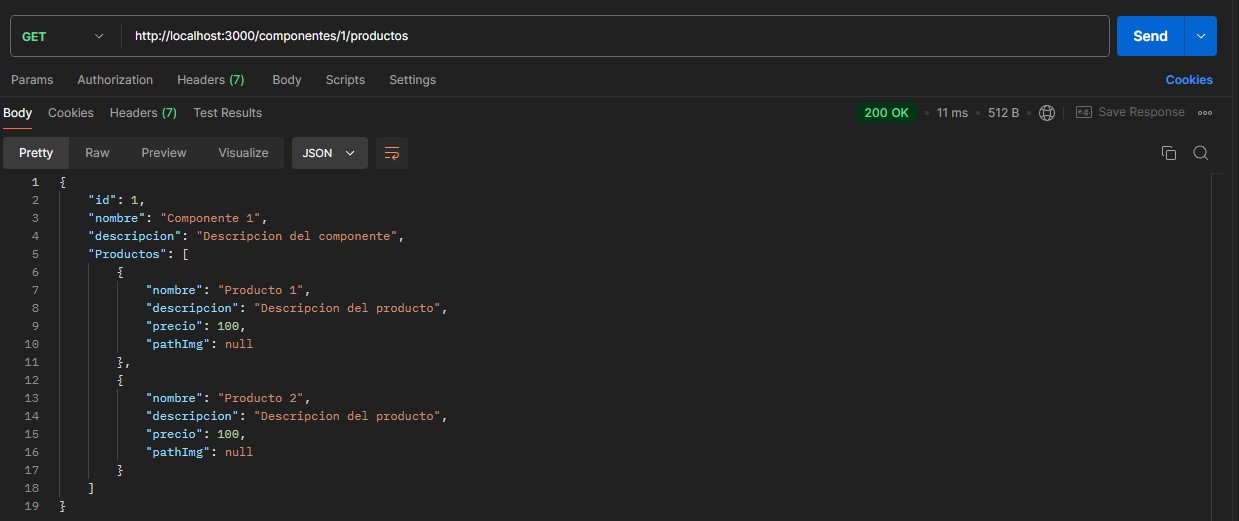 GET http://localhost:3000/componentes/1/productos Send
Params Authorization Headers (7) Body Scripts Settings Cookies
Body Cookies Headers (7) Test Results 200 OK • 11 ms • 512 B • e.g. Save Response
Pretty Raw Preview Visualize JSON
1 {
2 "id": 1,
3 "nombre": "Componente 1",
4 "descripcion": "Descripcion del componente",
5 "Productos": [
6 {
7 "nombre": "Producto 1",
8 "descripcion": "Descripcion del producto",
9 "precio": 100,
10 "pathImg": null
11 },
12 {
13 "nombre": "Producto 2",
14 "descripcion": "Descripcion del producto",
15 "precio": 100,
16 "pathImg": null
17 }
18 ]
19 }